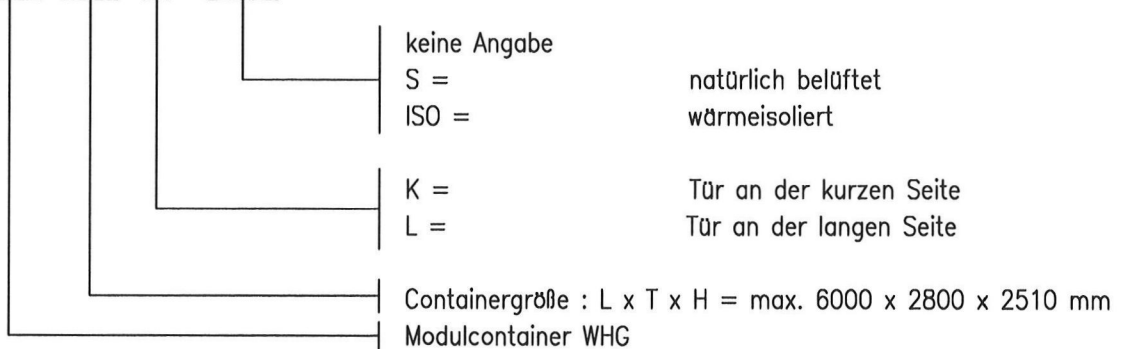 keine Angabe
S = natürlich belüftet
ISO = wärmeisoliert
K = Tür an der kurzen Seite
L = Tür an der langen Seite
Containergröße : L x T x H = max. 6000 x 2800 x 2510 mm
Modulcontainer WHG